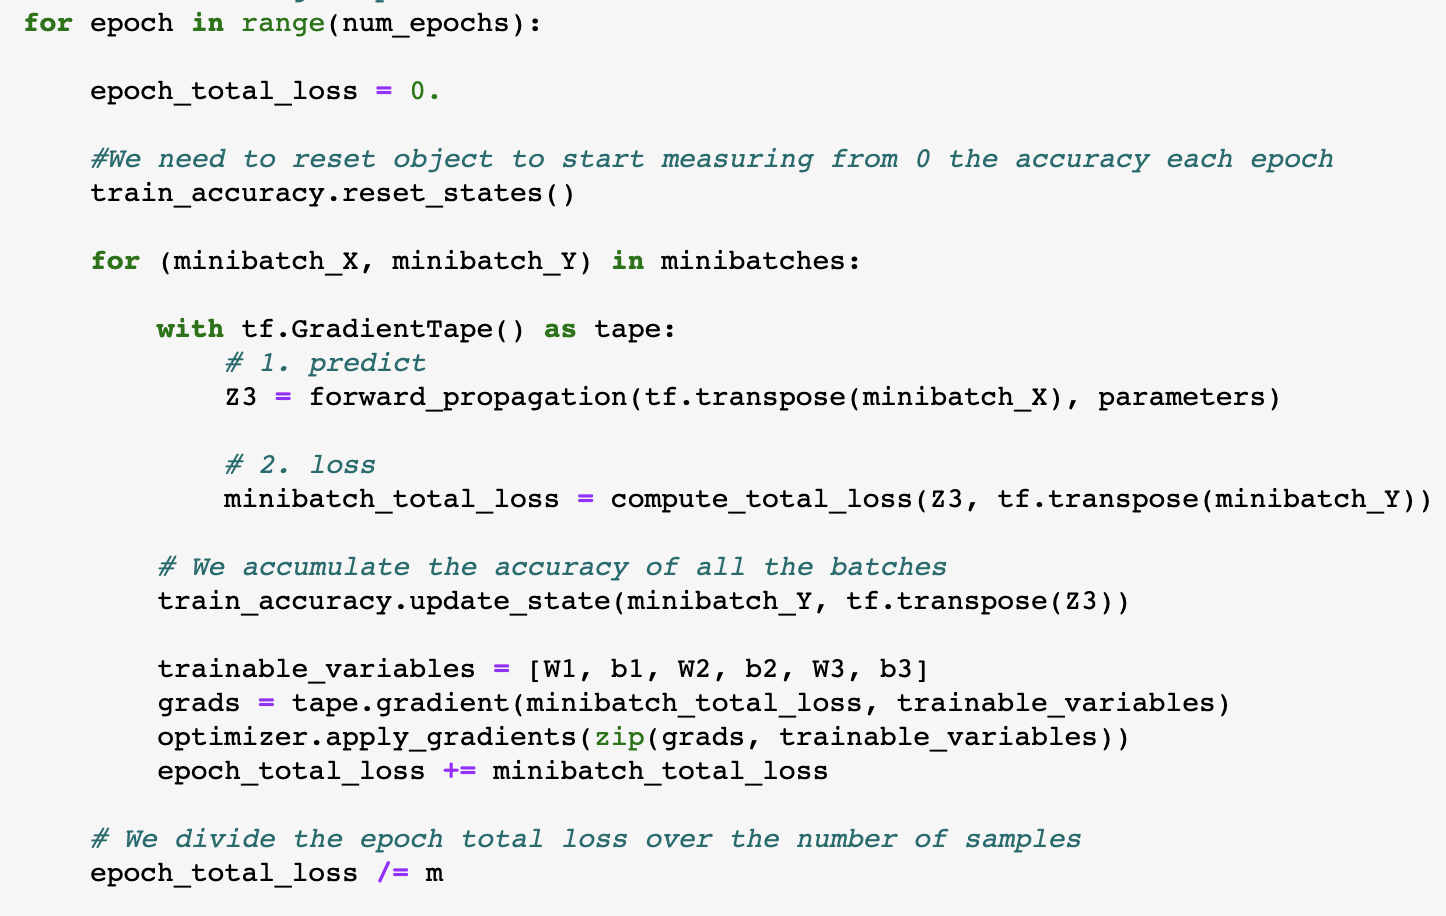 for epoch in range(num_epochs):
epoch_total_loss = 0.
#We need to reset object to start measuring from 0 the accuracy each epoch
train_accuracy.reset_states()
for (minibatch_X, minibatch_Y) in minibatches:
with tf.GradientTape() as tape:
# 1. predict
Z3 = forward_propagation(tf.transpose(minibatch_X), parameters)
# 2. loss
minibatch_total_loss = compute_total_loss(Z3, tf.transpose(minibatch_Y))
# We accumulate the accuracy of all the batches
train_accuracy.update_state(minibatch_Y, tf.transpose(Z3))
trainable_variables = [W1, b1, W2, b2, W3, b3]
grads = tape.gradient(minibatch_total_loss, trainable_variables)
optimizer.apply_gradients(zip(grads, trainable_variables))
epoch_total_loss += minibatch_total_loss
# We divide the epoch total loss over the number of samples
epoch_total_loss /= m